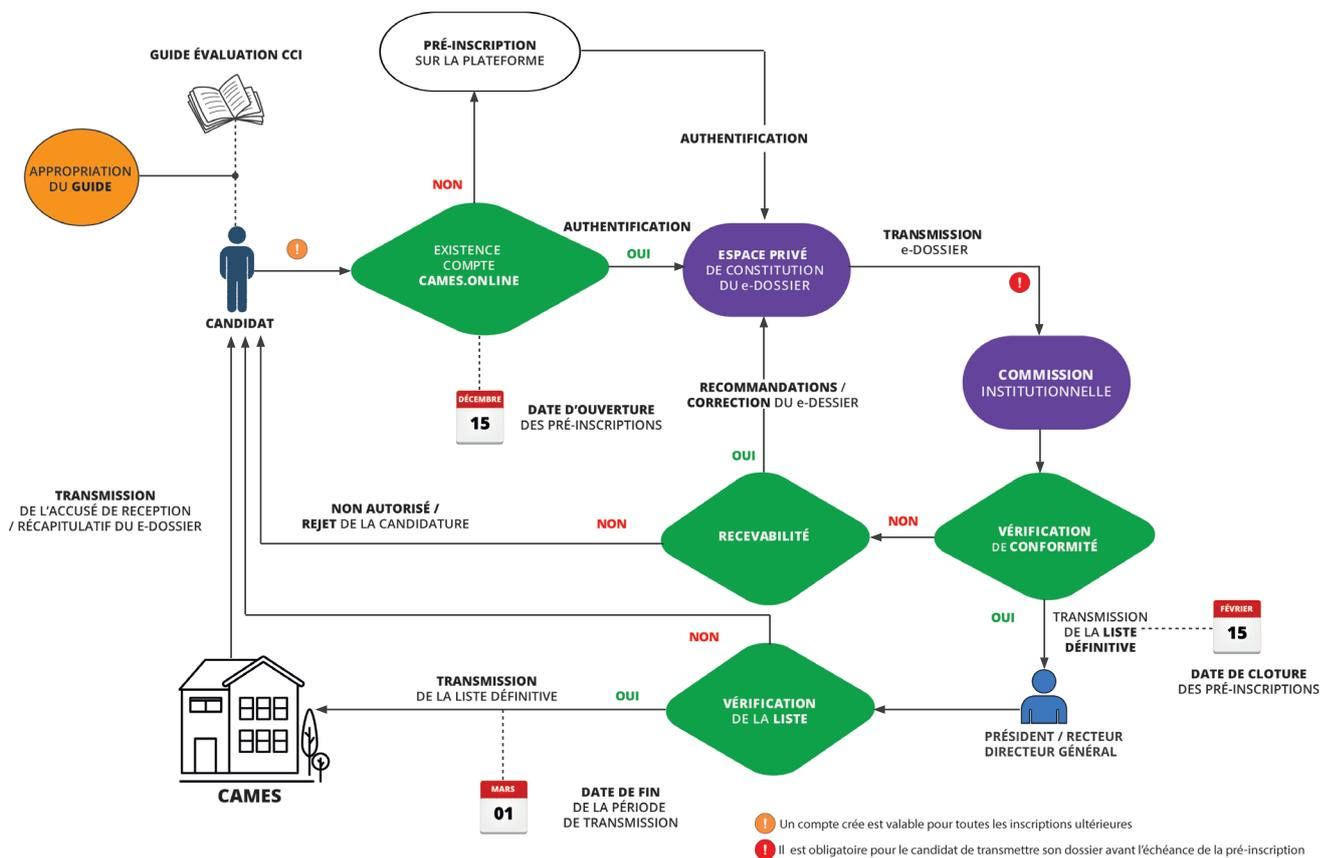 PRÉ-INSCRIPTION
SUR LA PLATEFORME
GUIDE ÉVALUATION CCI
AUTHENTIFICATION
APPROPRIATION
DU GUIDE
NON
!
EXISTENCE
COMPTE
CAMES.ONLINE
AUTHENTIFICATION
OUI
ESPACE PRIVÉ
DE CONSTITUTION
DU e-DOSSIER
TRANSMISSION
e-DOSSIER
!
CANDIDAT
COMMISSION
INSTITUTIONNELLE
DÉCEMBRE
15
DATE D’OUVERTURE
DES PRÉ-INSCRIPTIONS
RECOMMANDATIONS /
CORRECTION DU e-DESSIER
OUI
TRANSMISSION
DE L’ACCUSÉ DE RECEPTION
/ RÉCAPITULATIF DU E-DOSSIER
NON AUTORISÉ /
REJET DE LA CANDIDATURE
NON
RECEVABILITÉ
NON
VÉRIFICATION
DE CONFORMITÉ
OUI
TRANSMISSION
DE LA LISTE
DÉFINITIVE
FÉVRIER
15
DATE DE CLOTURE
DES PRÉ-INSCRIPTIONS
NON
TRANSMISSION
DE LA LISTE DÉFINITIVE
OUI
VÉRIFICATION
DE LA LISTE
PRÉSIDENT / RECTEUR
DIRECTEUR GÉNÉRAL
CAMES
MARS
01
DATE DE FIN
DE LA PÉRIODE
DE TRANSMISSION
! Un compte crée est valable pour toutes les inscriptions ultérieures
! Il est obligatoire pour le candidat de transmettre son dossier avant l’échéance de la pré-inscription